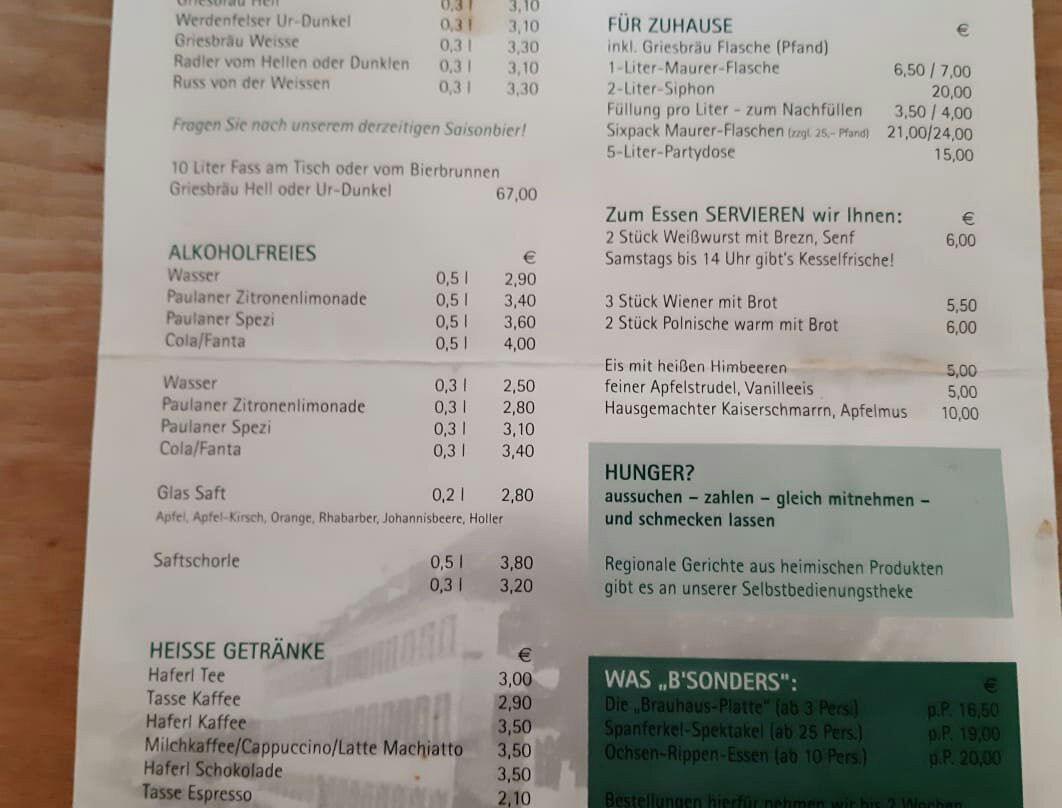 Griesbräu Hell 0,3 l 3,10
Werdenfelser Ur-Dunkel 0,3 l 3,10
Griesbräu Weisse 0,3 l 3,30
Radler vom Hellen oder Dunklen 0,3 l 3,10
Russ von der Weissen 0,3 l 3,30
Fragen Sie nach unserem derzeitigen Saisonbier!
10 Liter Fass am Tisch oder vom Bierbrunnen
Griesbräu Hell oder Ur-Dunkel 67,00
ALKOHOLFREIES €
Wasser 0,5 l 2,90
Paulaner Zitronenlimonade 0,5 l 3,40
Paulaner Spezi 0,5 l 3,60
Cola/Fanta 0,5 l 4,00
Wasser 0,3 l 2,50
Paulaner Zitronenlimonade 0,3 l 2,80
Paulaner Spezi 0,3 l 3,10
Cola/Fanta 0,3 l 3,40
Glas Saft 0,2 l 2,80
Apfel, Apfel-Kirsch, Orange, Rhabarber, Johannisbeere, Holler
Saftschorle 0,5 l 3,80
0,3 l 3,20
HEISSE GETRÄNKE €
Haferl Tee 3,00
Tasse Kaffee 2,90
Haferl Kaffee 3,50
Milchkaffee/Cappuccino/Latte Machiatto 3,50
Haferl Schokolade 3,50
Tasse Espresso 2,10
FÜR ZUHAUSE €
inkl. Griesbräu Flasche (Pfand)
1-Liter-Maurer-Flasche 6,50 / 7,00
2-Liter-Siphon 20,00
Füllung pro Liter - zum Nachfüllen 3,50 / 4,00
Sixpack Maurer-Flaschen (zzgl. 25,- Pfand) 21,00/24,00
5-Liter-Partydose 15,00
Zum Essen SERVIEREN wir Ihnen: €
2 Stück Weißwurst mit Brezn, Senf 6,00
Samstags bis 14 Uhr gibt's Kesselfrische!
3 Stück Wiener mit Brot 5,50
2 Stück Polnische warm mit Brot 6,00
Eis mit heißen Himbeeren 5,00
feiner Apfelstrudel, Vanilleeis 5,00
Hausgemachter Kaiserschmarrn, Apfelmus 10,00
HUNGER?
aussuchen – zahlen – gleich mitnehmen –
und schmecken lassen
Regionale Gerichte aus heimischen Produkten
gibt es an unserer Selbstbedienungstheke
WAS „B'SONDERS": €
Die „Brauhaus-Platte" (ab 3 Pers.) p.P. 16,50
Spanferkel-Spektakel (ab 25 Pers.) p.P. 19,00
Ochsen-Rippen-Essen (ab 10 Pers.) p.P. 20,00
Bestellungen hierfür nehmen wir bis 2 Wochen